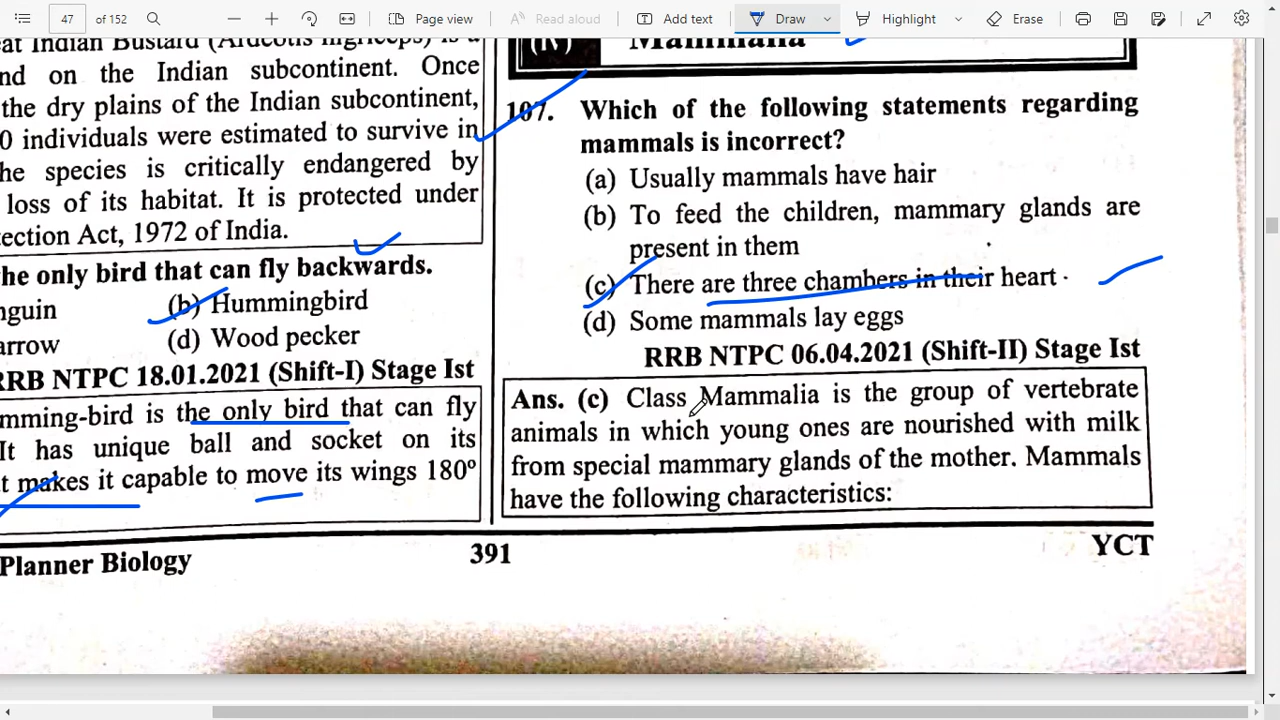 47 of 152
Page view
Read aloud
Add text
Draw
Highlight
Erase
eat Indian Bustard (Ardeotis nigriceps) is a
nd on the Indian subcontinent. Once
the dry plains of the Indian subcontinent,
0 individuals were estimated to survive in
he species is critically endangered by
loss of its habitat. It is protected under
tection Act, 1972 of India.
he only bird that can fly backwards.
nguin (b) Hummingbird
arrow (d) Wood pecker
RRB NTPC 18.01.2021 (Shift-I) Stage Ist
mming-bird is the only bird that can fly
It has unique ball and socket on its
t makes it capable to move its wings 180º
(iv) Mammalia
107. Which of the following statements regarding
mammals is incorrect?
(a) Usually mammals have hair
(b) To feed the children, mammary glands are
present in them
(c) There are three chambers in their heart
(d) Some mammals lay eggs
RRB NTPC 06.04.2021 (Shift-II) Stage Ist
Ans. (c) Class Mammalia is the group of vertebrate
animals in which young ones are nourished with milk
from special mammary glands of the mother. Mammals
have the following characteristics:
Planner Biology 391 YCT